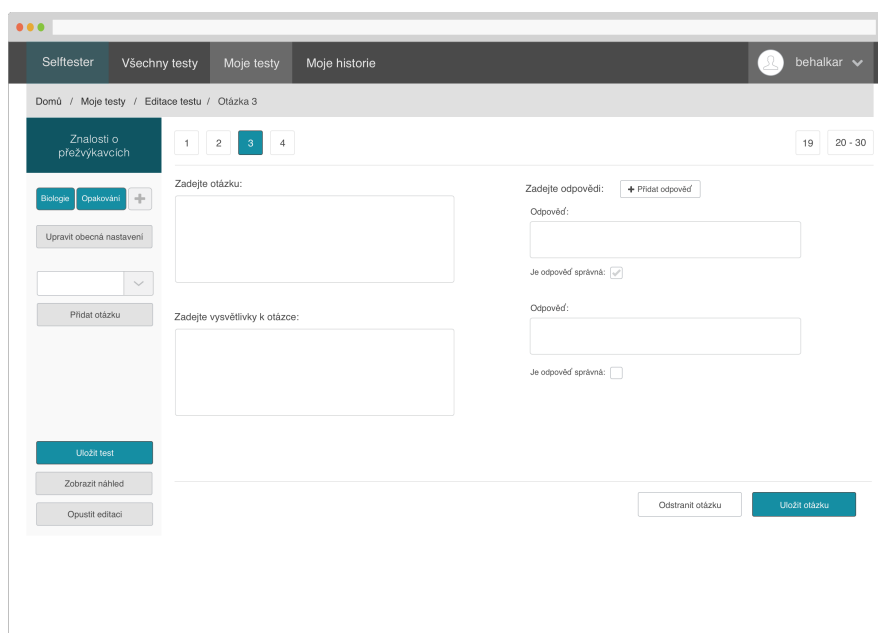 Selftester
Všechny testy
Moje testy
Moje historie
behalkar
Domů / Moje testy / Editace testu / Otázka 3
Znalosti o
přežvýkavcích
1
2
3
4
19
20 - 30
Biologie
Opakování
Upravit obecná nastavení
Přidat otázku
Uložit test
Zobrazit náhled
Opustit editaci
Zadejte otázku:
Zadejte vysvětlivky k otázce:
Zadejte odpovědi:
Přidat odpověď
Odpověď:
Je odpověď správná:
Odpověď:
Je odpověď správná:
Odstranit otázku
Uložit otázku